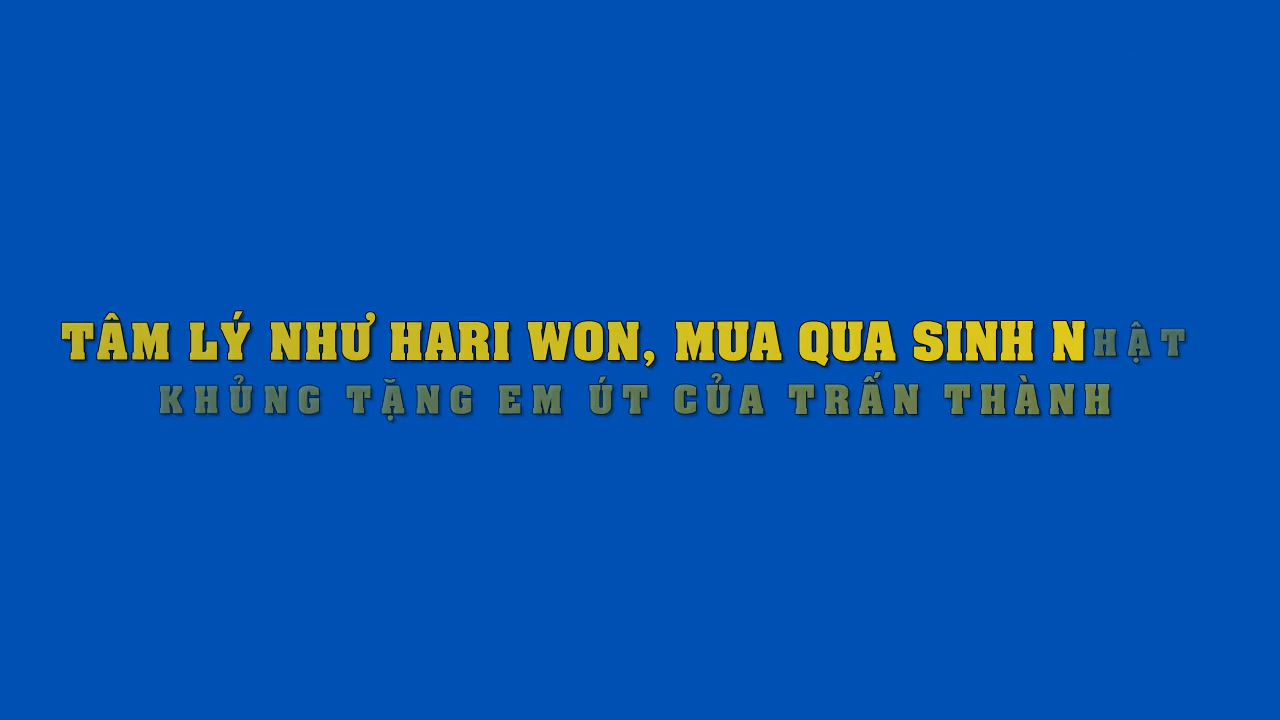 TÂM LÝ NHƯ HARI WON, MUA QUA SINH NHẬT
KHỦNG TẶNG EM ÚT CỦA TRẤN THÀNH